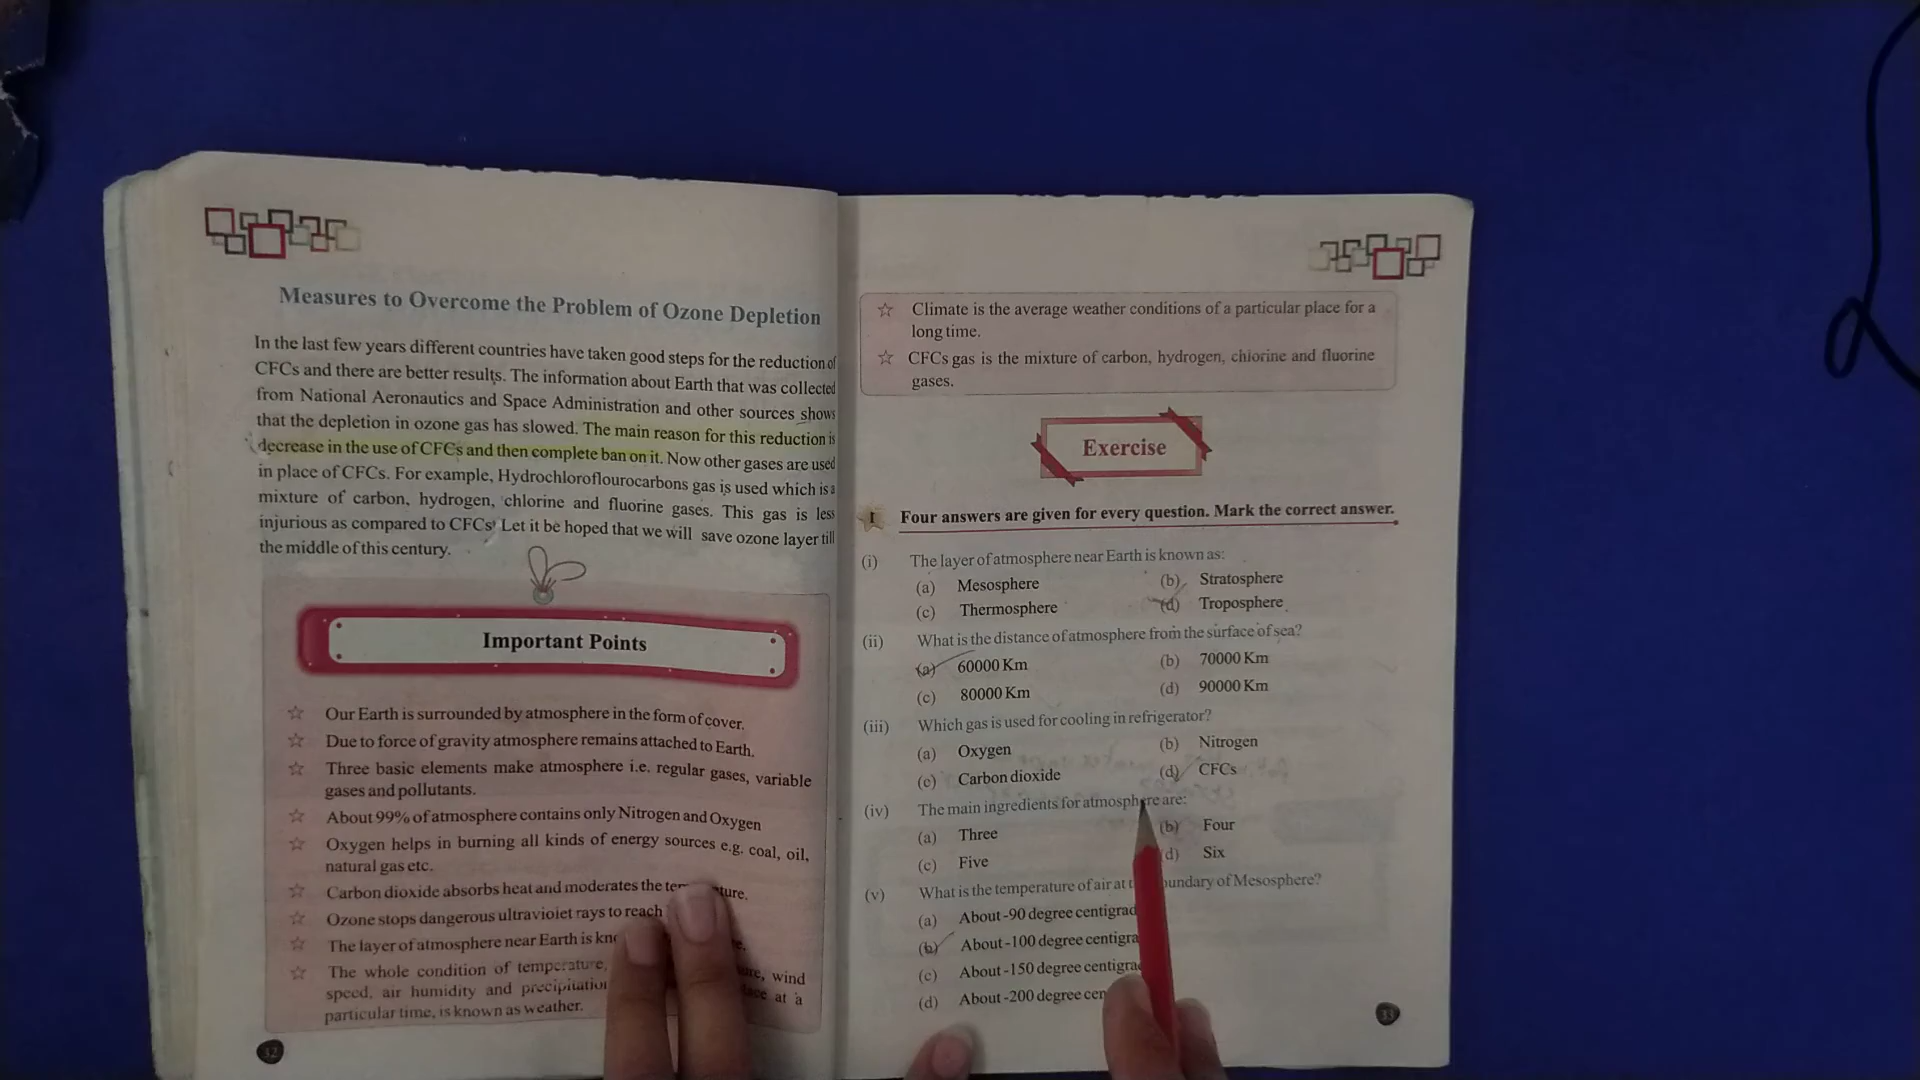 Measures to Overcome the Problem of Ozone Depletion
In the last few years different countries have taken good steps for the reduction of
CFCs and there are better results. The information about Earth that was collected
from National Aeronautics and Space Administration and other sources shows
that the depletion in ozone gas has slowed. The main reason for this reduction is
decrease in the use of CFCs and then complete ban on it. Now other gases are used
in place of CFCs. For example, Hydrochloroflourocarbons gas is used which is a
mixture of carbon, hydrogen, chlorine and fluorine gases. This gas is less
injurious as compared to CFCs. Let it be hoped that we will save ozone layer till
the middle of this century.
Important Points
☆ Our Earth is surrounded by atmosphere in the form of cover.
☆ Due to force of gravity atmosphere remains attached to Earth.
☆ Three basic elements make atmosphere i.e. regular gases, variable
gases and pollutants.
☆ About 99% of atmosphere contains only Nitrogen and Oxygen
☆ Oxygen helps in burning all kinds of energy sources e.g. coal, oil,
natural gas etc.
☆ Carbon dioxide absorbs heat and moderates the
☆ Ozone stops dangerous ultraviolet rays to reach
☆ The layer of atmosphere near Earth is
☆ The whole condition of temperature, wind
speed, air humidity and at a
particular time, is known as weather.
32
☆ Climate is the average weather conditions of a particular place for a
long time.
☆ CFCs gas is the mixture of carbon, hydrogen, chlorine and fluorine
gases.
Exercise
I Four answers are given for every question. Mark the correct answer.
(i) The layer of atmosphere near Earth is known as:
(a) Mesosphere (b) Stratosphere
(c) Thermosphere (d) Troposphere
(ii) What is the distance of atmosphere from the surface of sea?
(a) 60000 Km (b) 70000 Km
(c) 80000 Km (d) 90000 Km
(iii) Which gas is used for cooling in refrigerator?
(a) Oxygen (b) Nitrogen
(c) Carbon dioxide (d) CFCs
(iv) The main ingredients for atmosphere are:
(a) Three (b) Four
(c) Five (d) Six
(v) What is the temperature of air at boundary of Mesosphere?
(a) About -90 degree
(b) About -100 degree
(c) About -150 degree
(d) About -200 degree
33